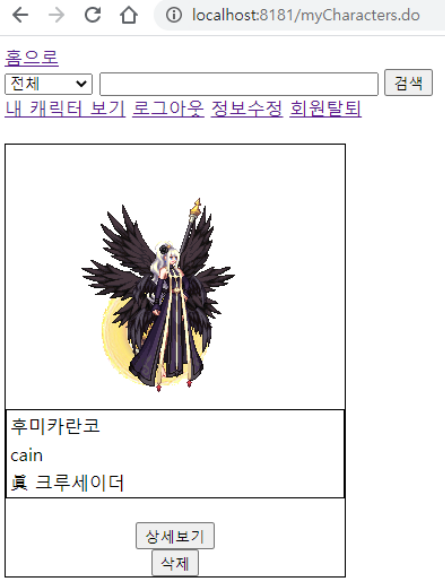 localhost:8181/myCharacters.do
홈으로
전체 검색
내 캐릭터 보기 로그아웃 정보수정 회원탈퇴
후미카란코
cain
眞 크루세이더
상세보기
삭제